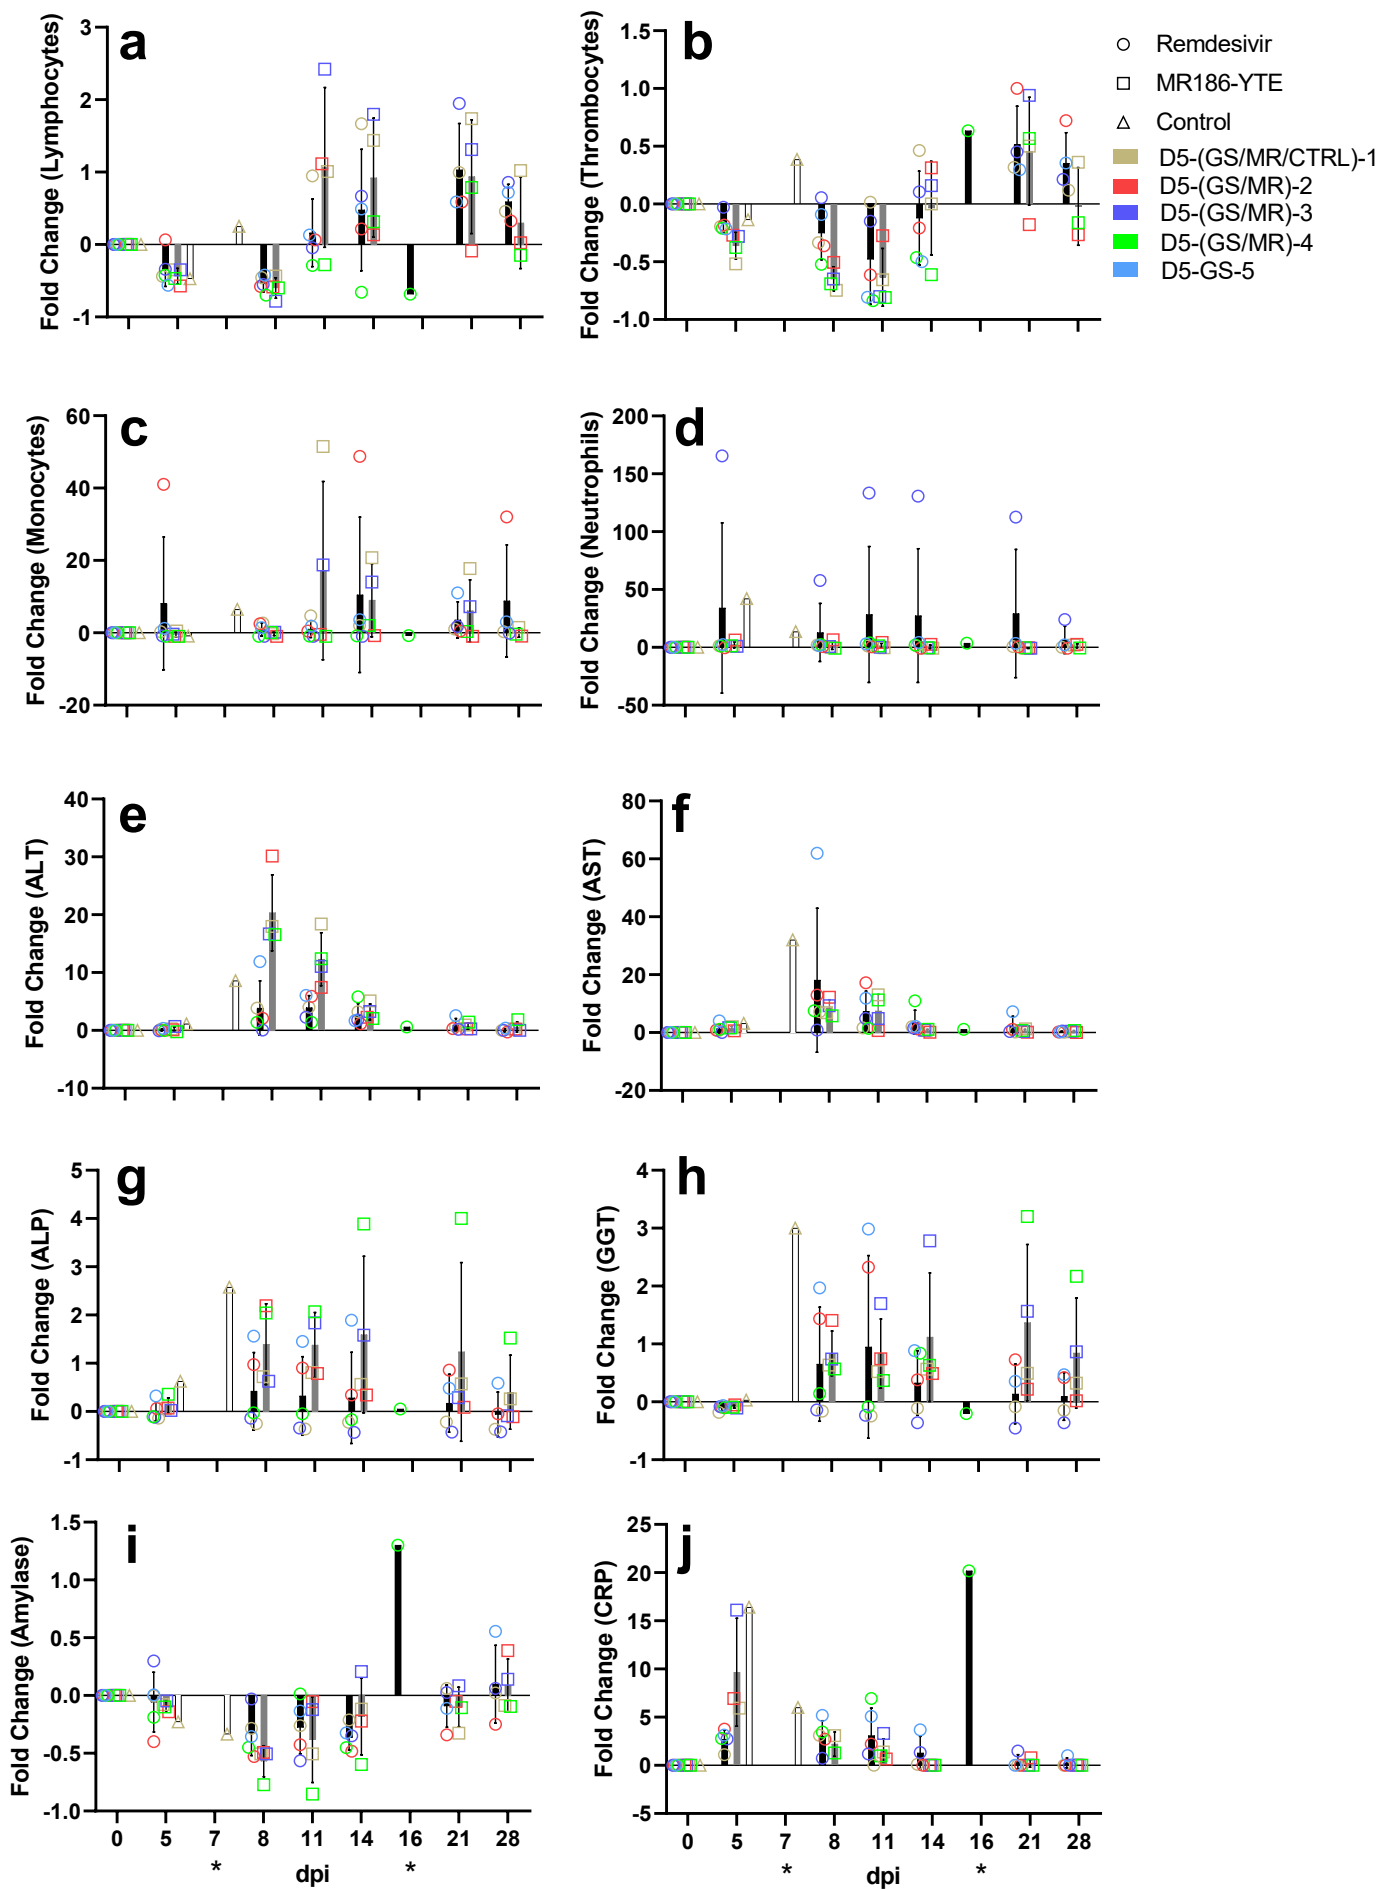 a
Fold Change (Lymphocytes)
3
2
1
0
-1
b
Fold Change (Thrombocytes)
1.5
1.0
0.5
0.0
-0.5
-1.0
Remdesivir
MR186-YTE
Control
D5-(GS/MR/CTRL)-1
D5-(GS/MR)-2
D5-(GS/MR)-3
D5-(GS/MR)-4
D5-GS-5
c
Fold Change (Monocytes)
60
40
20
0
-20
d
Fold Change (Neutrophils)
200
150
100
50
0
-50
e
Fold Change (ALT)
40
30
20
10
0
-10
f
Fold Change (AST)
80
60
40
20
0
-20
g
Fold Change (ALP)
5
4
3
2
1
0
-1
h
Fold Change (GGT)
4
3
2
1
0
-1
i
Fold Change (Amylase)
1.5
1.0
0.5
0.0
-0.5
-1.0
0 5 7 8 11 14 16 21 28
* dpi *
j
Fold Change (CRP)
25
20
15
10
5
0
-5
0 5 7 8 11 14 16 21 28
* dpi *